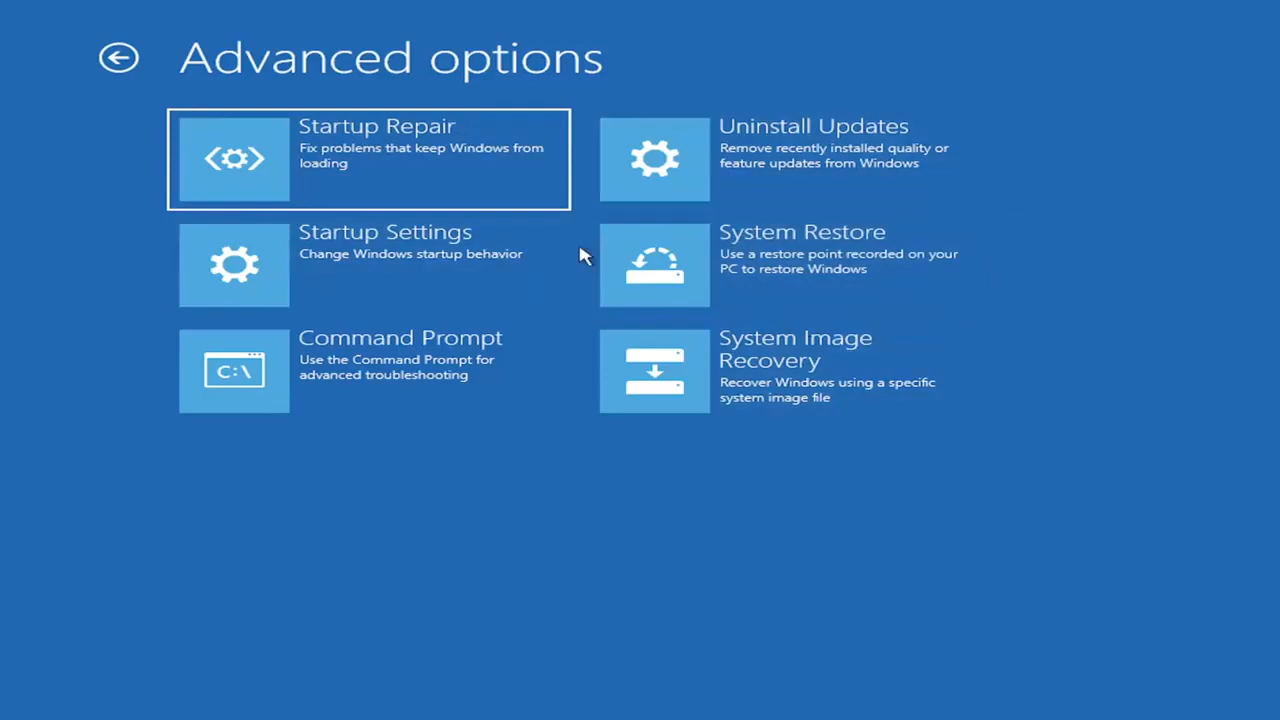 Advanced options
Startup Repair
Fix problems that keep Windows from
loading
Uninstall Updates
Remove recently installed quality or
feature updates from Windows
Startup Settings
Change Windows startup behavior
System Restore
Use a restore point recorded on your
PC to restore Windows
Command Prompt
Use the Command Prompt for
advanced troubleshooting
C:\
System Image
Recovery
Recover Windows using a specific
system image file